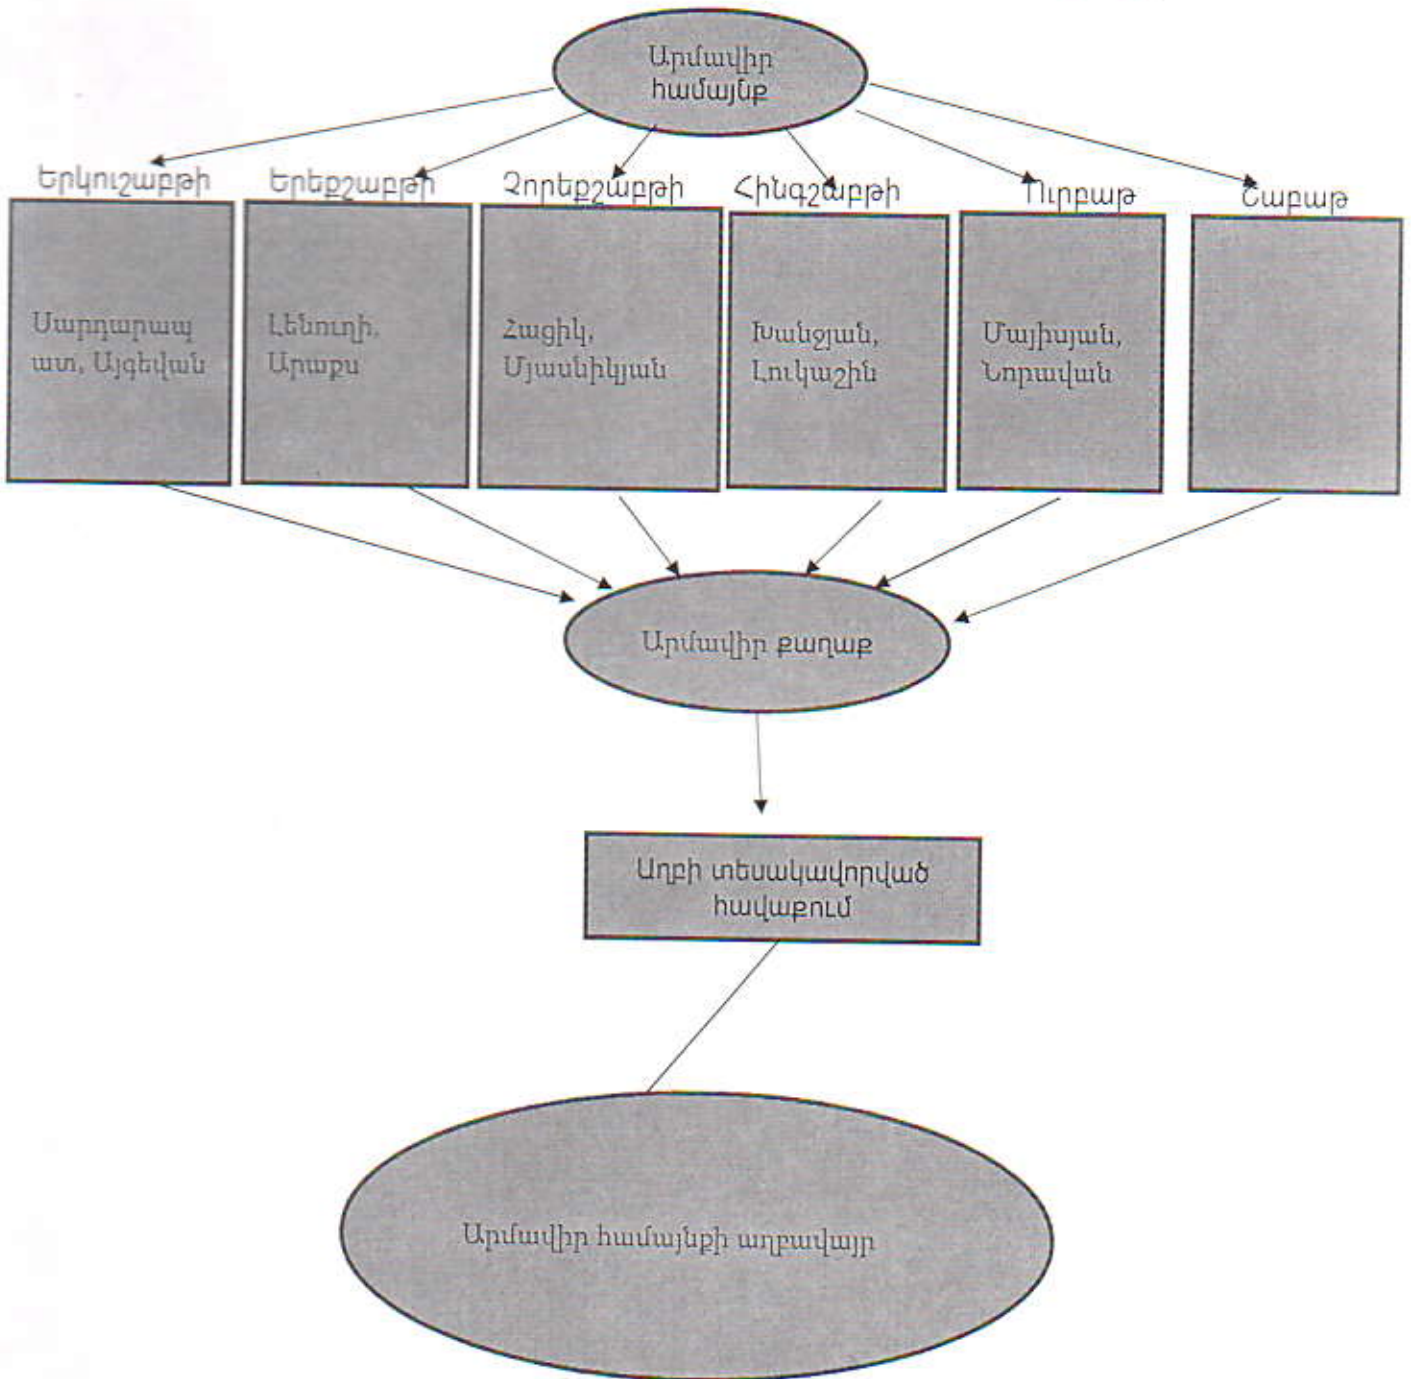 Արմավիր
համայնք
Երկուշաբթի
Երեքշաբթի
Չորեքշաբթի
Հինգշաբթի
Ուրբաթ
Շաբաթ
Սարդարապ
ատ, Այգեվան
Լենուղի,
Արաքս
Հացիկ,
Մյասնիկյան
Խանջյան,
Լուկաշին
Մայիսյան,
Նորավան
Արմավիր քաղաք
Աղբի տեսակավորված
հավաքում
Արմավիր համայնքի աղբավայր